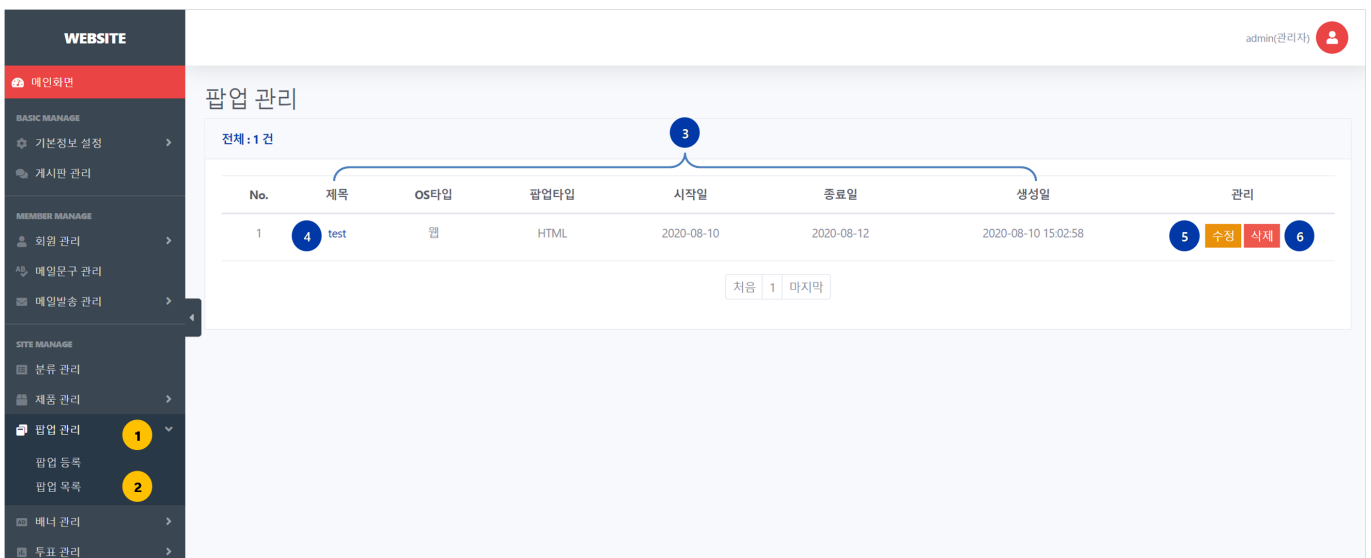 WEBSITE
admin(관리자)
메인화면
BASIC MANAGE
기본정보 설정
게시판 관리
MEMBER MANAGE
회원 관리
메일문구 관리
메일발송 관리
SITE MANAGE
분류 관리
제품 관리
팝업 관리 1
팝업 등록
팝업 목록 2
배너 관리
투표 관리
팝업 관리
전체 : 1 건
3
No. 제목 OS타입 팝업타입 시작일 종료일 생성일 관리
1 4 test 웹 HTML 2020-08-10 2020-08-12 2020-08-10 15:02:58 5 수정 삭제 6
처음 1 마지막